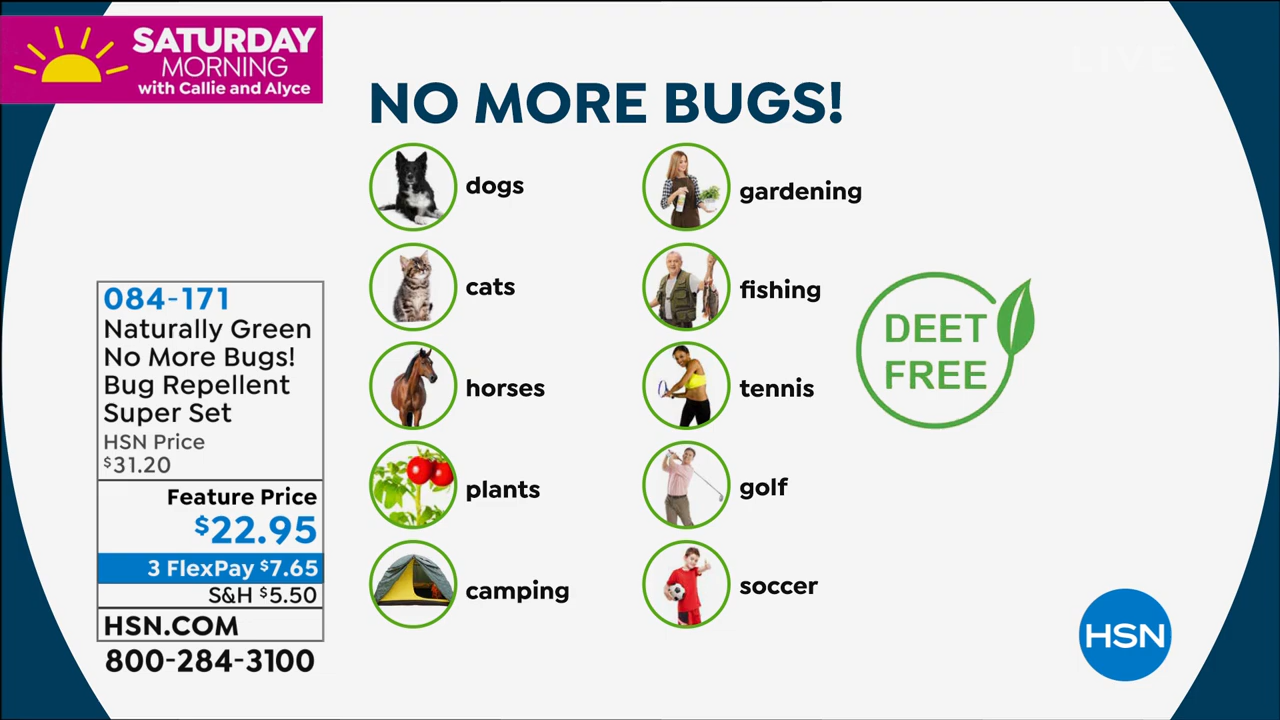 SATURDAY
MORNING
with Callie and Alyce
LIVE
NO MORE BUGS!
dogs
cats
horses
plants
camping
gardening
fishing
tennis
golf
soccer
DEET
FREE
084-171
Naturally Green
No More Bugs!
Bug Repellent
Super Set
HSN Price
$31.20
Feature Price
$22.95
3 FlexPay $7.65
S&H $5.50
HSN.COM
800-284-3100
HSN